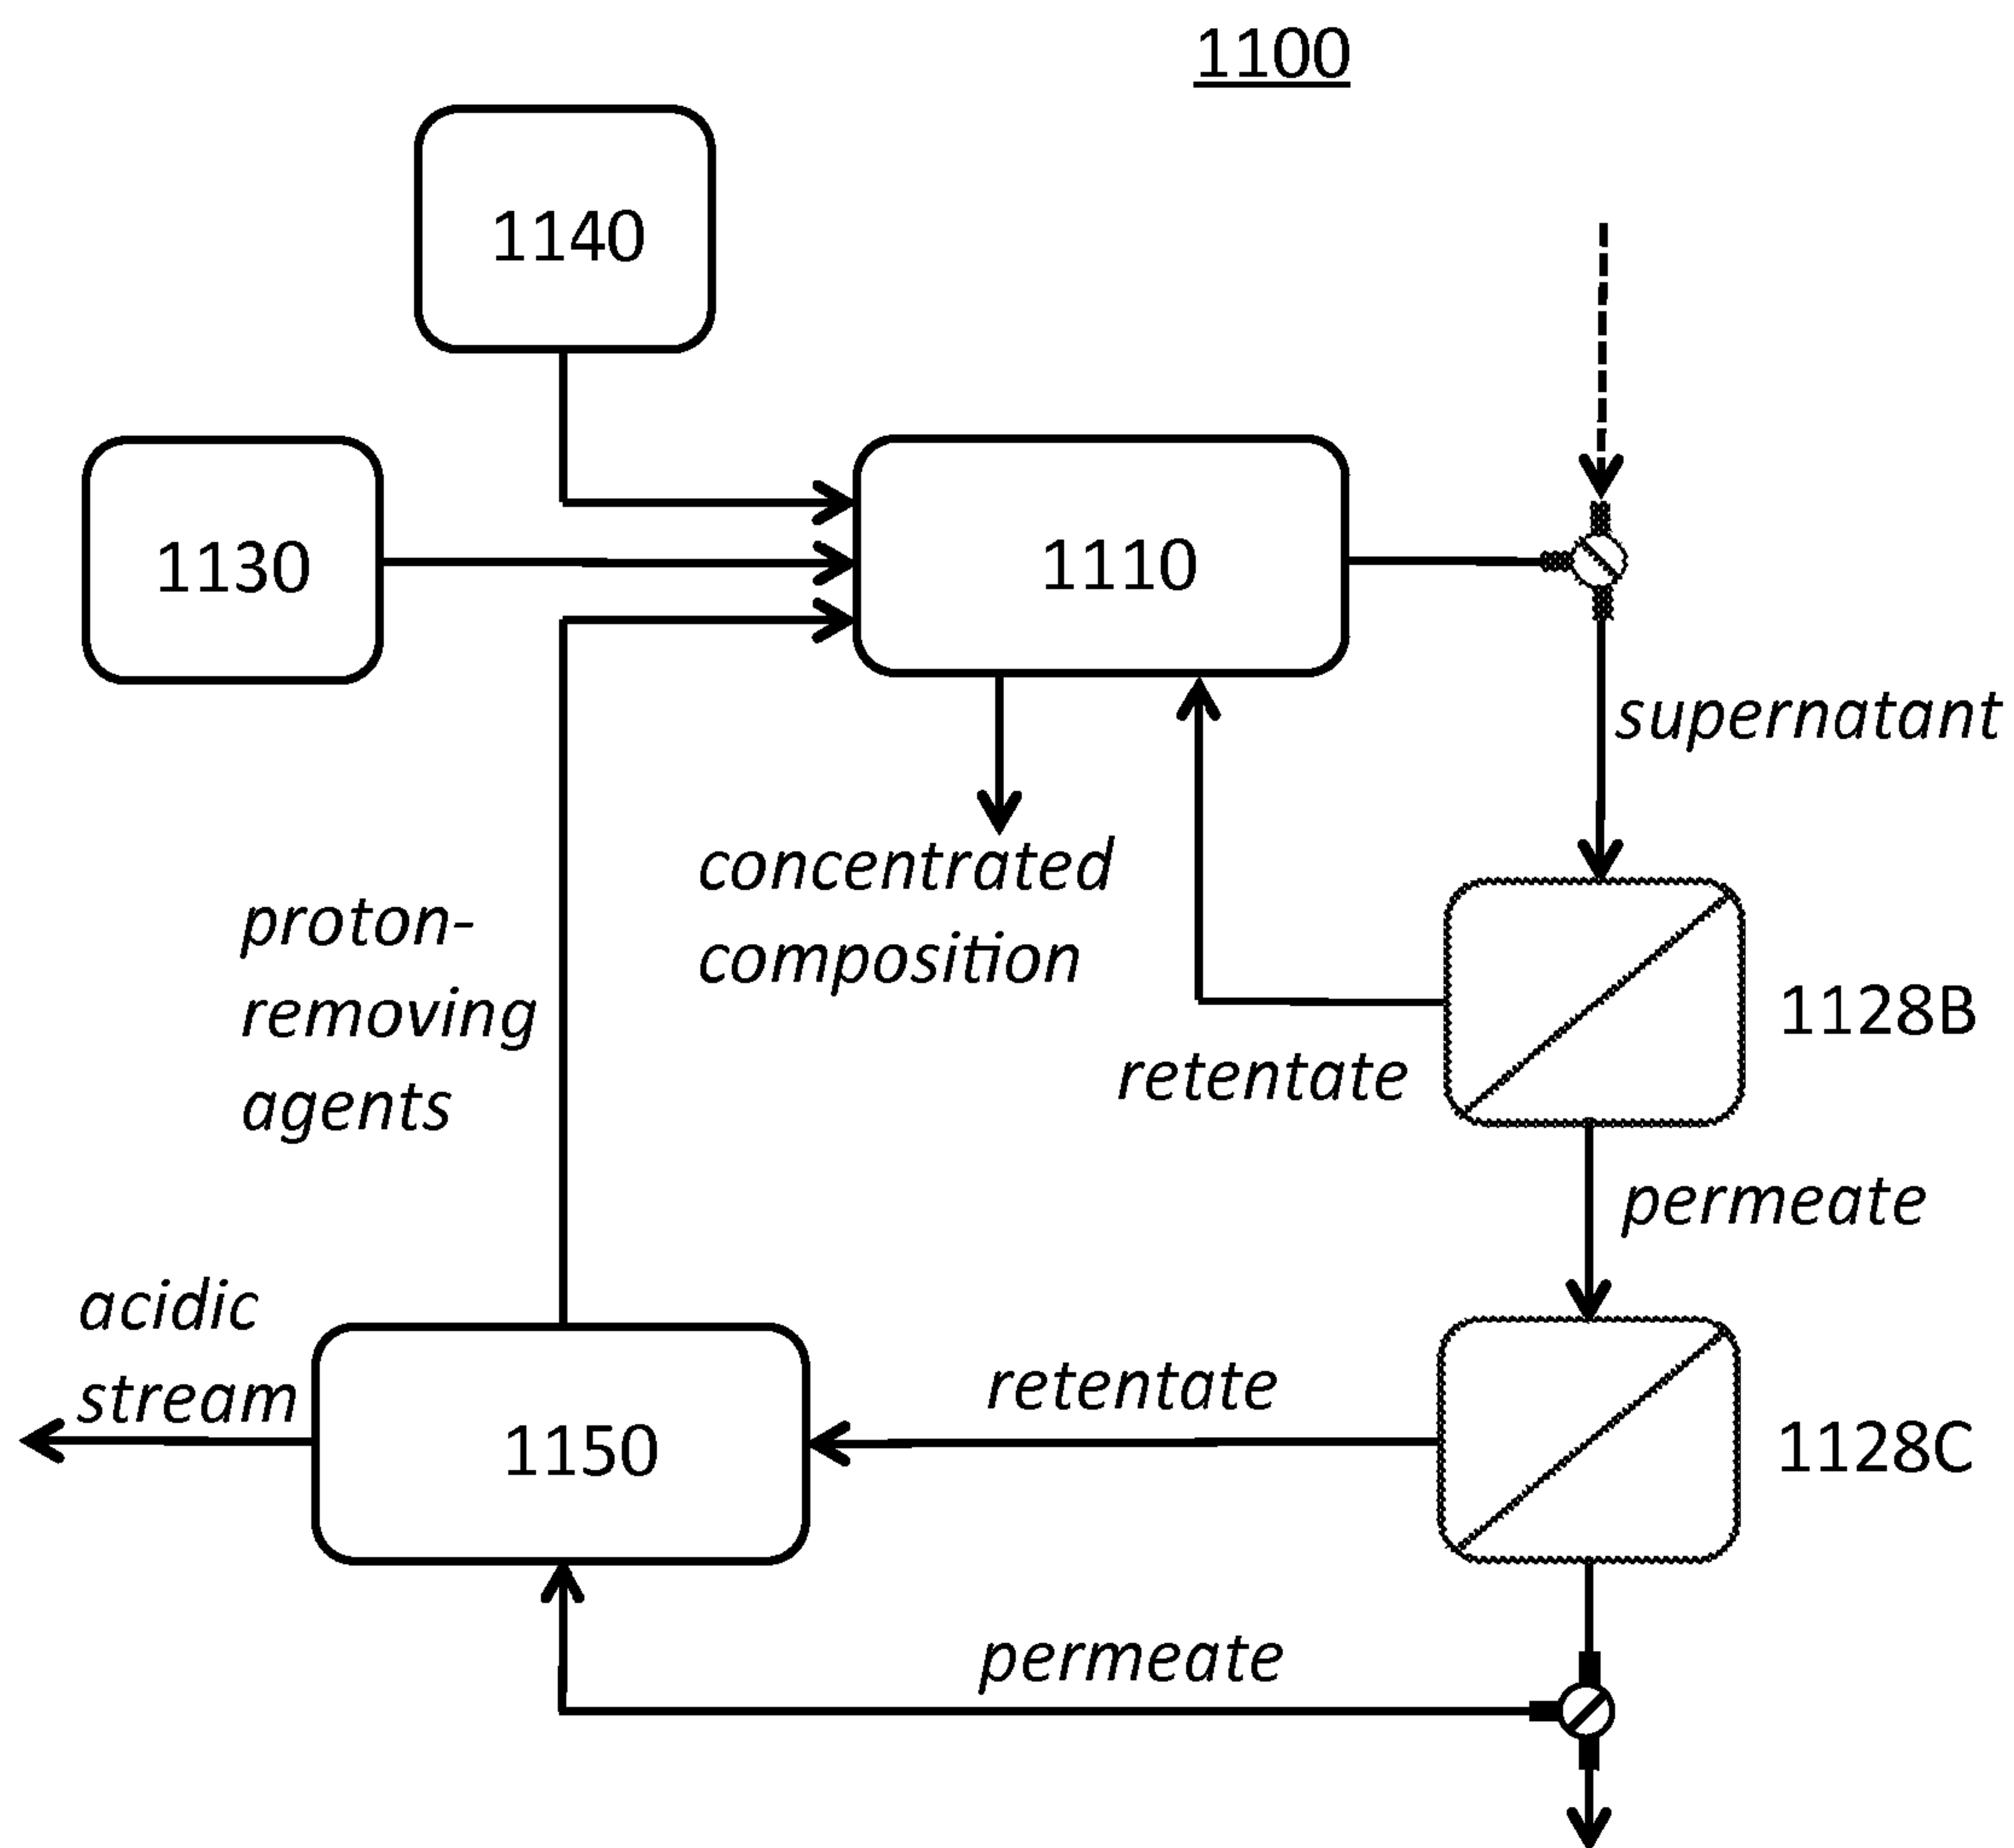 1100
1140
1130
1110
supernatant
concentrated
composition
proton-
removing
agents
retentate
1128B
permeate
acidic
stream
retentate
1150
1128C
permeate